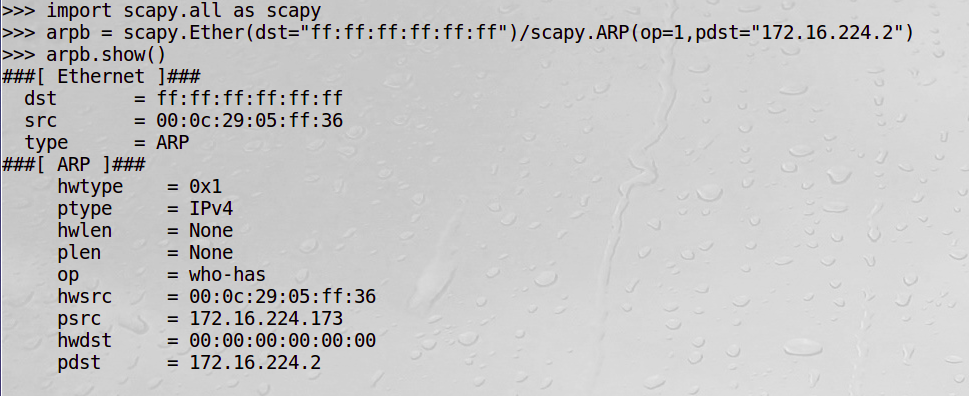 >>> import scapy.all as scapy
>>> arpb = scapy.Ether(dst="ff:ff:ff:ff:ff:ff")/scapy.ARP(op=1,pdst="172.16.224.2")
>>> arpb.show()
###[ Ethernet ]###
  dst       = ff:ff:ff:ff:ff:ff
  src       = 00:0c:29:05:ff:36
  type      = ARP
###[ ARP ]###
     hwtype    = 0x1
     ptype     = IPv4
     hwlen     = None
     plen      = None
     op        = who-has
     hwsrc     = 00:0c:29:05:ff:36
     psrc      = 172.16.224.173
     hwdst     = 00:00:00:00:00:00
     pdst      = 172.16.224.2